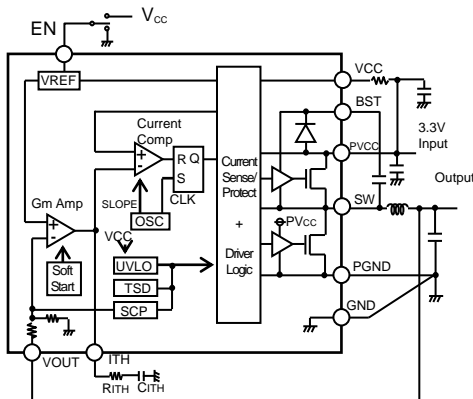 EN
VCC
VREF
VCC
BST
Current
Comp
3.3V
Input
PVCC
+
-
R Q
S
CLK
Current
Sense/
Protect
+
Driver
Logic
Output
Gm Amp
+
-
SLOPE
OSC
SW
VCC
PVCC
Soft
Start
UVLO
TSD
SCP
PGND
GND
VOUT
ITH
RITH
CITH